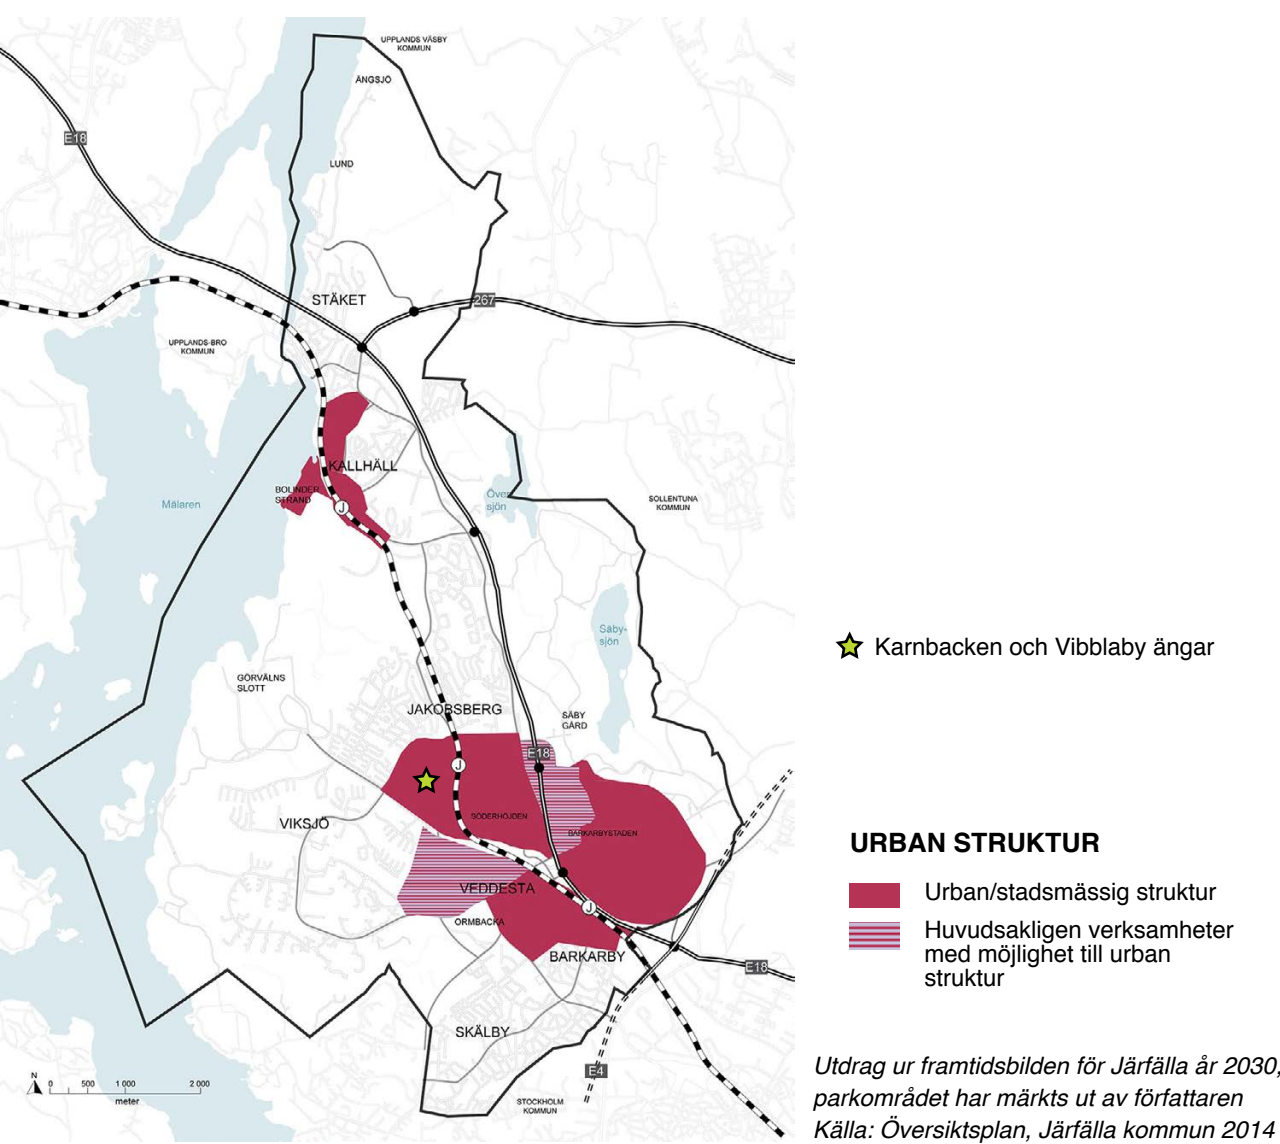 UPPLANDS VÄSBY
KOMMUN
ÄNGSJÖ
E18
LUND
STÄKET
267
UPPLANDS-BRO
KOMMUN
KALLHÄLL
BOLINDER
STRAND
J
Mälaren
Över
sjön
SOLLENTUNA
KOMMUN
Säby-
sjön
GÖRVÄLNS
SLOTT
JAKOBSBERG
SÄBY
GÅRD
E18
J
VIKSJÖ
SÖDERHÖJDEN
BARKARBYSTADEN
VEDDESTA
J
ORMBACKA
BARKARBY
E18
SKÄLBY
E4
STOCKHOLM
KOMMUN
N
0 500 1 000 2 000
meter
Karnbacken och Vibblaby ängar
URBAN STRUKTUR
Urban/stadsmässig struktur
Huvudsakligen verksamheter
med möjlighet till urban
struktur
Utdrag ur framtidsbilden för Järfälla år 2030,
parkområdet har märkts ut av författaren
Källa: Översiktsplan, Järfälla kommun 2014